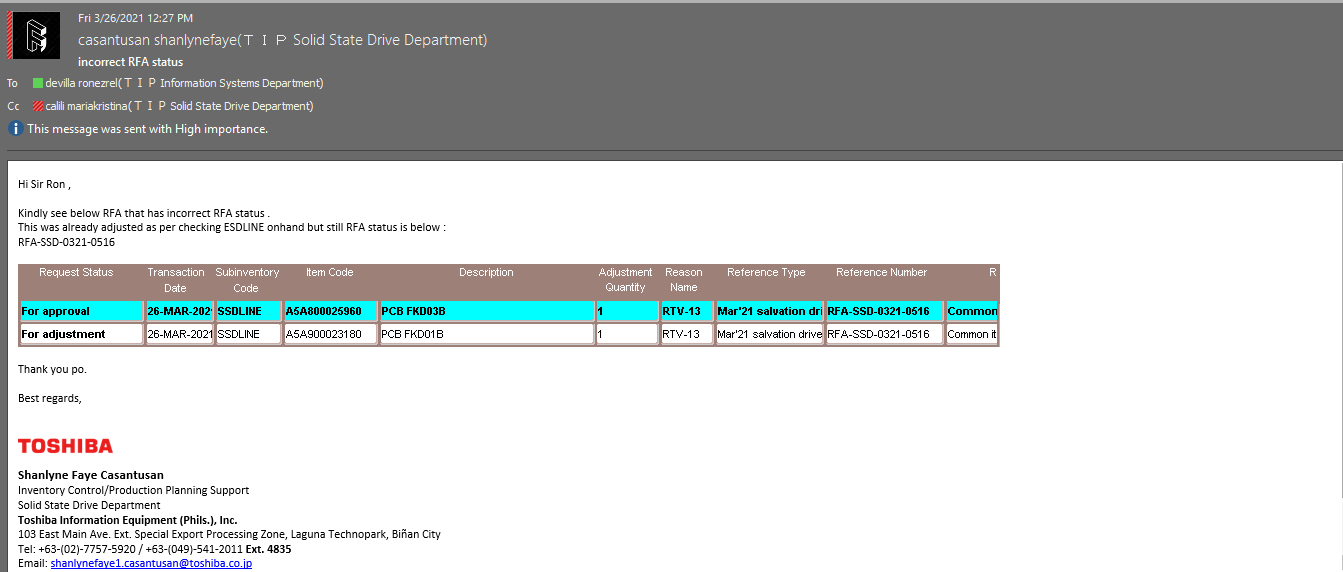 Fri 3/26/2021 12:27 PM
casantusan shanlynefaye(T I P Solid State Drive Department)
incorrect RFA status
To devilla ronezrel(T I P Information Systems Department)
Cc calili mariakristina(T I P Solid State Drive Department)
This message was sent with High importance.
Hi Sir Ron ,
Kindly see below RFA that has incorrect RFA status .
This was already adjusted as per checking ESDLINE onhand but still RFA status is below :
RFA-SSD-0321-0516
Request Status Transaction Date Subinventory Code Item Code Description Adjustment Quantity Reason Name Reference Type Reference Number R
For approval 26-MAR-202 SSDLINE A5A800025960 PCB FKD03B 1 RTV-13 Mar'21 salvation dri RFA-SSD-0321-0516 Common
For adjustment 26-MAR-2021 SSDLINE A5A900023180 PCB FKD01B 1 RTV-13 Mar'21 salvation drive RFA-SSD-0321-0516 Common it
Thank you po.
Best regards,
TOSHIBA
Shanlyne Faye Casantusan
Inventory Control/Production Planning Support
Solid State Drive Department
Toshiba Information Equipment (Phils.), Inc.
103 East Main Ave. Ext. Special Export Processing Zone, Laguna Technopark, Biñan City
Tel: +63-(02)-7757-5920 / +63-(049)-541-2011 Ext. 4835
Email: shanlynefaye1.casantusan@toshiba.co.jp